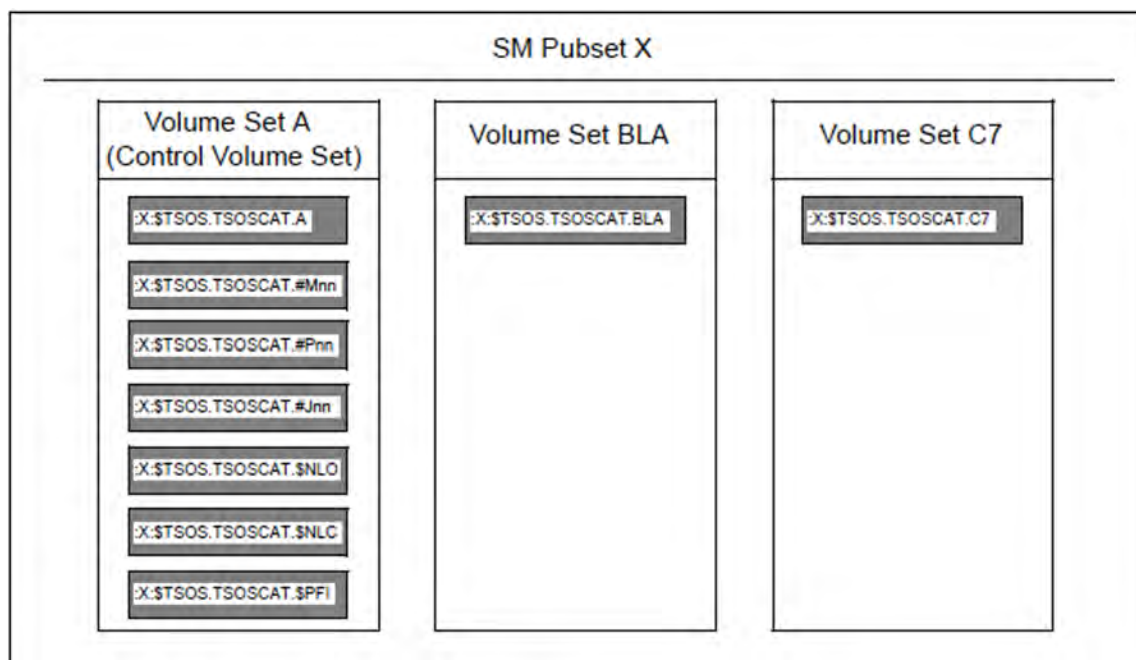 SM Pubset X
Volume Set A
(Control Volume Set)
:X:$TSOS.TSOSCAT.A
:X:$TSOS.TSOSCAT.#Mnn
:X:$TSOS.TSOSCAT.#Pnn
:X:$TSOS.TSOSCAT.#Jnn
:X:$TSOS.TSOSCAT.$NLO
:X:$TSOS.TSOSCAT.$NLC
:X:$TSOS.TSOSCAT.$PFI
Volume Set BLA
:X:$TSOS.TSOSCAT.BLA
Volume Set C7
:X:$TSOS.TSOSCAT.C7